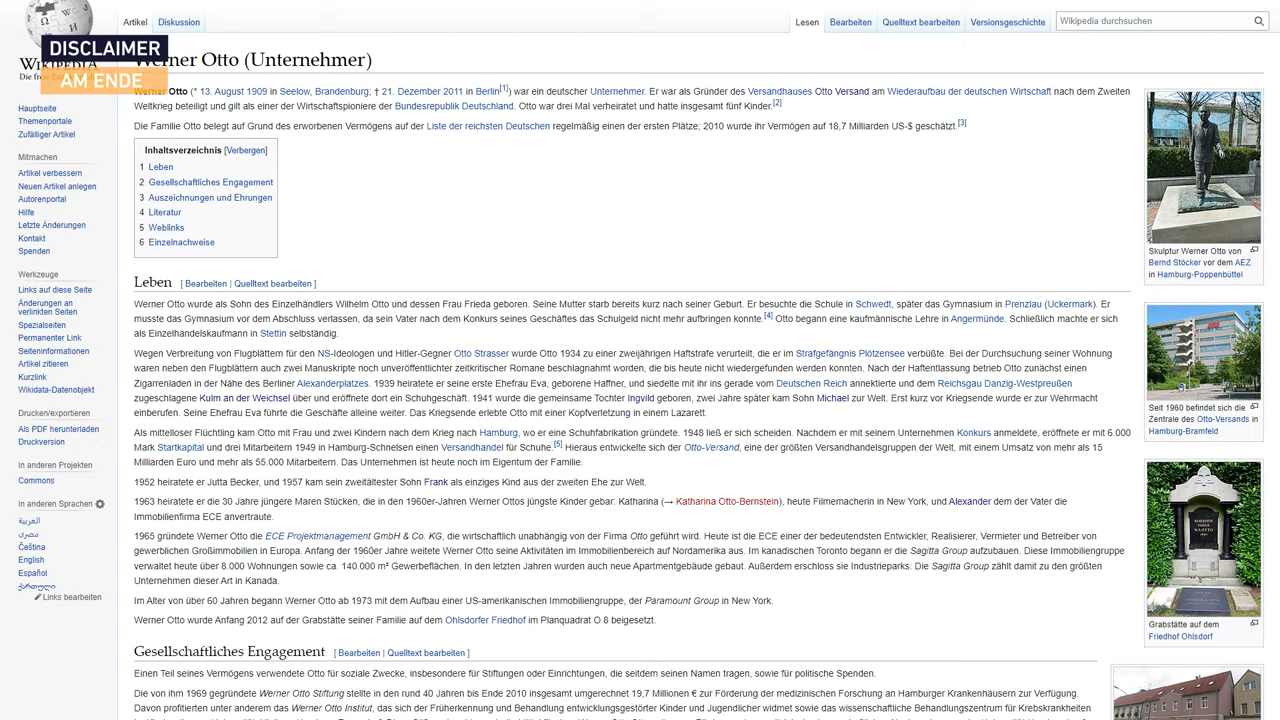 Artikel
Diskussion
Lesen
Bearbeiten
Quelltext bearbeiten
Versionsgeschichte
Wikipedia durchsuchen
DISCLAIMER
AM ENDE
WIKIPEDIA
Werner Otto (Unternehmer)
Werner Otto (* 13. August 1909 in Seelow, Brandenburg; † 21. Dezember 2011 in Berlin[1]) war ein deutscher Unternehmer. Er war als Gründer des Versandhauses Otto Versand am Wiederaufbau der deutschen Wirtschaft nach dem Zweiten
Weltkrieg beteiligt und gilt als einer der Wirtschaftspioniere der Bundesrepublik Deutschland. Otto war drei Mal verheiratet und hatte insgesamt fünf Kinder.[2]
Die Familie Otto belegt auf Grund des erworbenen Vermögens auf der Liste der reichsten Deutschen regelmäßig einen der ersten Plätze; 2010 wurde ihr Vermögen auf 18,7 Milliarden US-$ geschätzt.[3]
Inhaltsverzeichnis [Verbergen]
1 Leben
2 Gesellschaftliches Engagement
3 Auszeichnungen und Ehrungen
4 Literatur
5 Weblinks
6 Einzelnachweise
Leben [ Bearbeiten | Quelltext bearbeiten ]
Werner Otto wurde als Sohn des Einzelhändlers Wilhelm Otto und dessen Frau Frieda geboren. Seine Mutter starb bereits kurz nach seiner Geburt. Er besuchte die Schule in Schwedt, später das Gymnasium in Prenzlau (Uckermark). Er
musste das Gymnasium vor dem Abschluss verlassen, da sein Vater nach dem Konkurs seines Geschäftes das Schulgeld nicht mehr aufbringen konnte.[4] Otto begann eine kaufmännische Lehre in Angermünde. Schließlich machte er sich
als Einzelhandelskaufmann in Stettin selbständig.
Wegen Verbreitung von Flugblättern für den NS-Ideologen und Hitler-Gegner Otto Strasser wurde Otto 1934 zu einer zweijährigen Haftstrafe verurteilt, die er im Strafgefängnis Plötzensee verbüßte. Bei der Durchsuchung seiner Wohnung
waren neben den Flugblättern auch zwei Manuskripte noch unveröffentlichter zeitkritischer Romane beschlagnahmt worden, die bis heute nicht wiedergefunden werden konnten. Nach der Haftentlassung betrieb Otto zunächst einen
Zigarrenladen in der Nähe des Berliner Alexanderplatzes. 1939 heiratete er seine erste Ehefrau Eva, geborene Haffner, und siedelte mit ihr ins gerade vom Deutschen Reich annektierte und dem Reichsgau Danzig-Westpreußen
zugeschlagene Kulm an der Weichsel über und eröffnete dort ein Schuhgeschäft. 1941 wurde die gemeinsame Tochter Ingvild geboren, zwei Jahre später kam Sohn Michael zur Welt. Erst kurz vor Kriegsende wurde er zur Wehrmacht
einberufen. Seine Ehefrau Eva führte die Geschäfte alleine weiter. Das Kriegsende erlebte Otto mit einer Kopfverletzung in einem Lazarett.
Als mittelloser Flüchtling kam Otto mit Frau und zwei Kindern nach dem Krieg nach Hamburg, wo er eine Schuhfabrikation gründete. 1948 ließ er sich scheiden. Nachdem er mit seinem Unternehmen Konkurs anmeldete, eröffnete er mit 6.000
Mark Startkapital und drei Mitarbeitern 1949 in Hamburg-Schnelsen einen Versandhandel für Schuhe.[5] Hieraus entwickelte sich der Otto-Versand, eine der größten Versandhandelsgruppen der Welt, mit einem Umsatz von mehr als 15
Milliarden Euro und mehr als 55.000 Mitarbeitern. Das Unternehmen ist heute noch im Eigentum der Familie.
1952 heiratete er Jutta Becker, und 1957 kam sein zweitältester Sohn Frank als einziges Kind aus der zweiten Ehe zur Welt.
1963 heiratete er die 30 Jahre jüngere Maren Stücken, die in den 1960er-Jahren Werner Ottos jüngste Kinder gebar: Katharina (→ Katharina Otto-Bernstein), heute Filmemacherin in New York, und Alexander dem der Vater die
Immobilienfirma ECE anvertraute.
1965 gründete Werner Otto die ECE Projektmanagement GmbH & Co. KG, die wirtschaftlich unabhängig von der Firma Otto geführt wird. Heute ist die ECE einer der bedeutendsten Entwickler, Realisierer, Vermieter und Betreiber von
gewerblichen Großimmobilien in Europa. Anfang der 1960er Jahre weitete Werner Otto seine Aktivitäten im Immobilienbereich auf Nordamerika aus. Im kanadischen Toronto begann er die Sagitta Group aufzubauen. Diese Immobiliengruppe
verwaltet heute über 8.000 Wohnungen sowie ca. 140.000 m² Gewerbeflächen. In den letzten Jahren wurden auch neue Apartmentgebäude gebaut. Außerdem erschloss sie Industrieparks. Die Sagitta Group zählt damit zu den größten
Unternehmen dieser Art in Kanada.
Im Alter von über 60 Jahren begann Werner Otto ab 1973 mit dem Aufbau einer US-amerikanischen Immobiliengruppe, der Paramount Group in New York.
Werner Otto wurde Anfang 2012 auf der Grabstätte seiner Familie auf dem Ohlsdorfer Friedhof im Planquadrat O 8 beigesetzt.
Gesellschaftliches Engagement [ Bearbeiten | Quelltext bearbeiten ]
Einen Teil seines Vermögens verwendete Otto für soziale Zwecke, insbesondere für Stiftungen oder Einrichtungen, die seitdem seinen Namen tragen, sowie für politische Spenden.
Die von ihm 1969 gegründete Werner Otto Stiftung stellte in den rund 40 Jahren bis Ende 2010 insgesamt umgerechnet 19,7 Millionen € zur Förderung der medizinischen Forschung an Hamburger Krankenhäusern zur Verfügung.
Davon profitierten unter anderem das Werner Otto Institut, das sich der Früherkennung und Behandlung entwicklungsgestörter Kinder und Jugendlicher widmet sowie das wissenschaftliche Behandlungszentrum für Krebskrankheiten
Hauptseite
Themenportale
Zufälliger Artikel
Mitmachen
Artikel verbessern
Neuen Artikel anlegen
Autorenportal
Hilfe
Letzte Änderungen
Kontakt
Spenden
Werkzeuge
Links auf diese Seite
Änderungen an
verlinkten Seiten
Spezialseiten
Permanenter Link
Seiteninformationen
Artikel zitieren
Kurzlink
Wikidata-Datenobjekt
Drucken/exportieren
Als PDF herunterladen
Druckversion
In anderen Projekten
Commons
In anderen Sprachen
العربية
مصرى
Čeština
English
Español
ქართული
Links bearbeiten
Skulptur Werner Otto von
Bernd Stöcker vor dem AEZ
in Hamburg-Poppenbüttel
Seit 1960 befindet sich die
Zentrale des Otto-Versands in
Hamburg-Bramfeld
Grabstätte auf dem
Friedhof Ohlsdorf